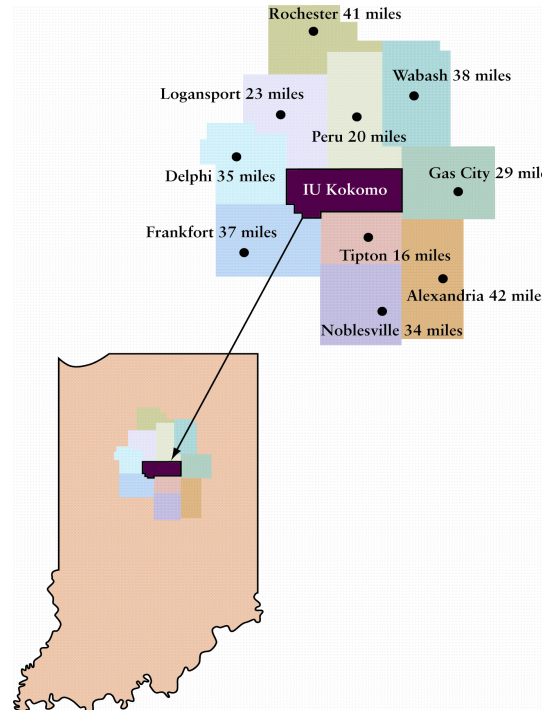 Rochester 41 miles
Wabash 38 miles
Logansport 23 miles
Peru 20 miles
Delphi 35 miles
IU Kokomo
Gas City 29 mile
Frankfort 37 miles
Tipton 16 miles
Alexandria 42 mile
Noblesville 34 miles